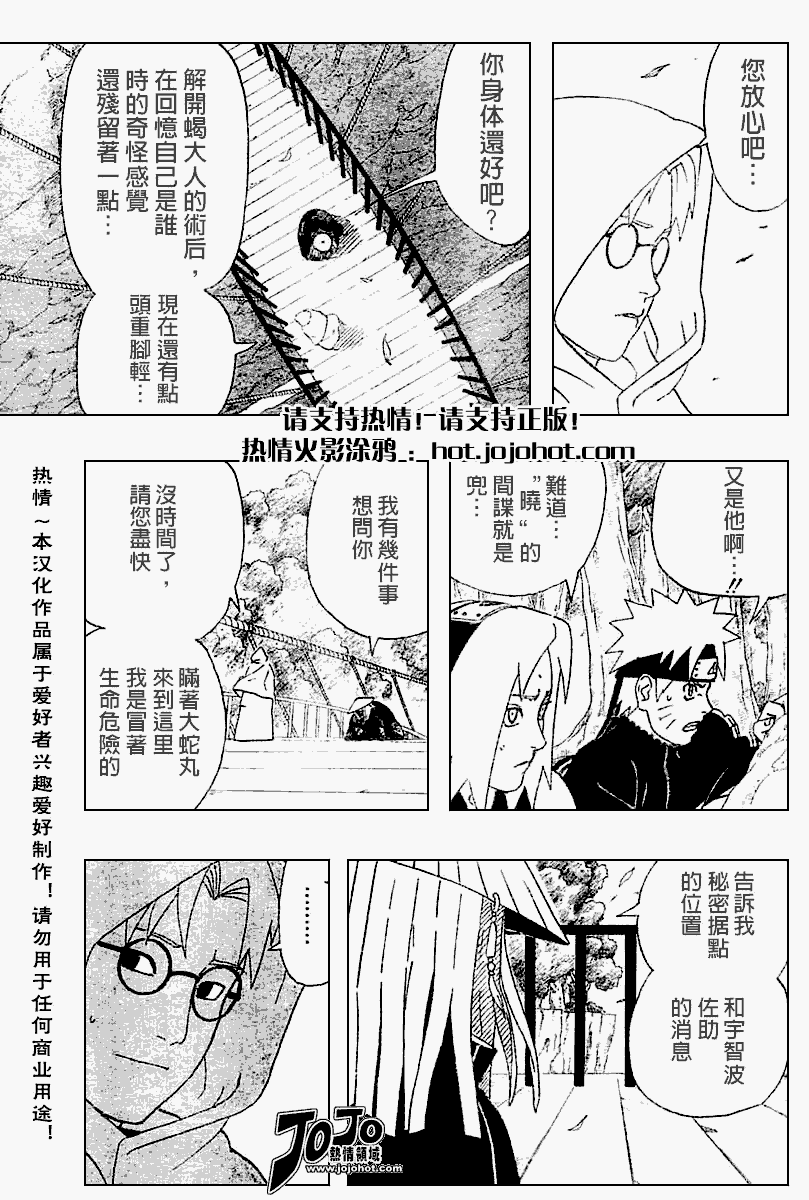 您放心吧…
你身体還好吧？
解開蝎大人的術后，
在回憶自己是誰
時的奇怪感覺
還殘留著一點…
現在還有點
頭重腳輕…
请支持热情！请支持正版！
热情火影涂鸦：hot.jojohot.com
又是他啊…!!
難道…
”曉“的
間諜就是
兜…
我有幾件事
想問你
沒時間了，
請您盡快
瞞著大蛇丸
來到這里
我是冒著
生命危險的
告訴我
秘密据點
的位置
和宇智波
佐助
的消息
………
热情～本汉化作品属于爱好者兴趣爱好制作！请勿用于任何商业用途！
JOJO
熱情領域
www.jojohot.com